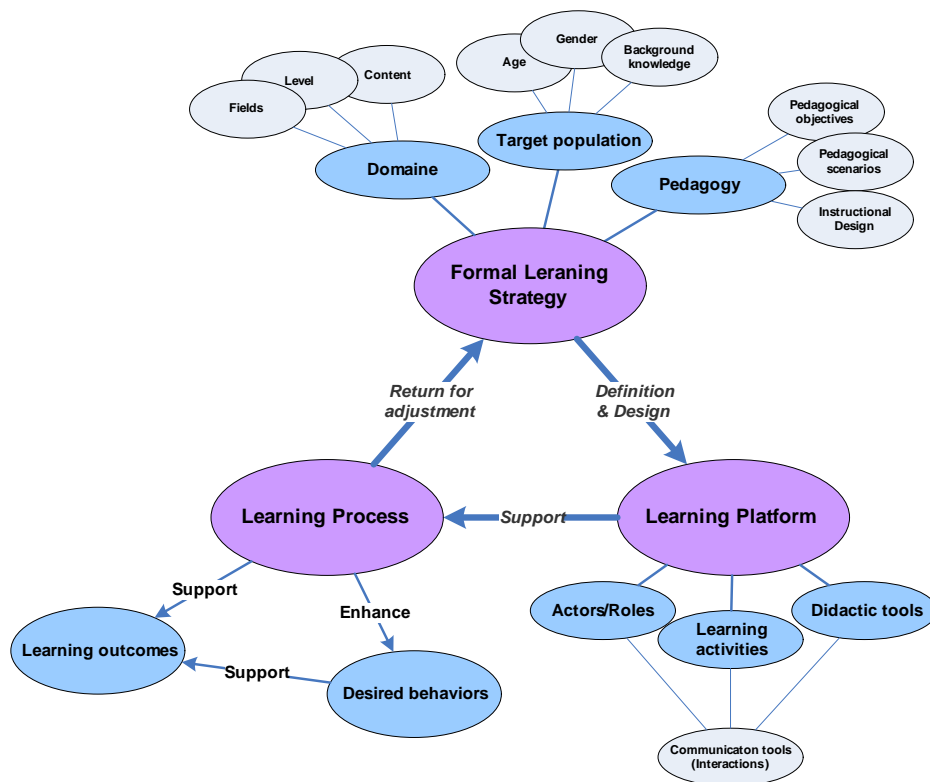 Gender
Age
Background
knowledge
Content
Level
Fields
Pedagogical
objectives
Target population
Pedagogical
scenarios
Domaine
Pedagogy
Instructional
Design
Formal Leraning
Strategy
Return for
adjustment
Definition
& Design
Learning Process
Support
Learning Platform
Support
Enhance
Actors/Roles
Didactic tools
Learning
activities
Learning outcomes
Support
Desired behaviors
Communicaton tools
(Interactions)